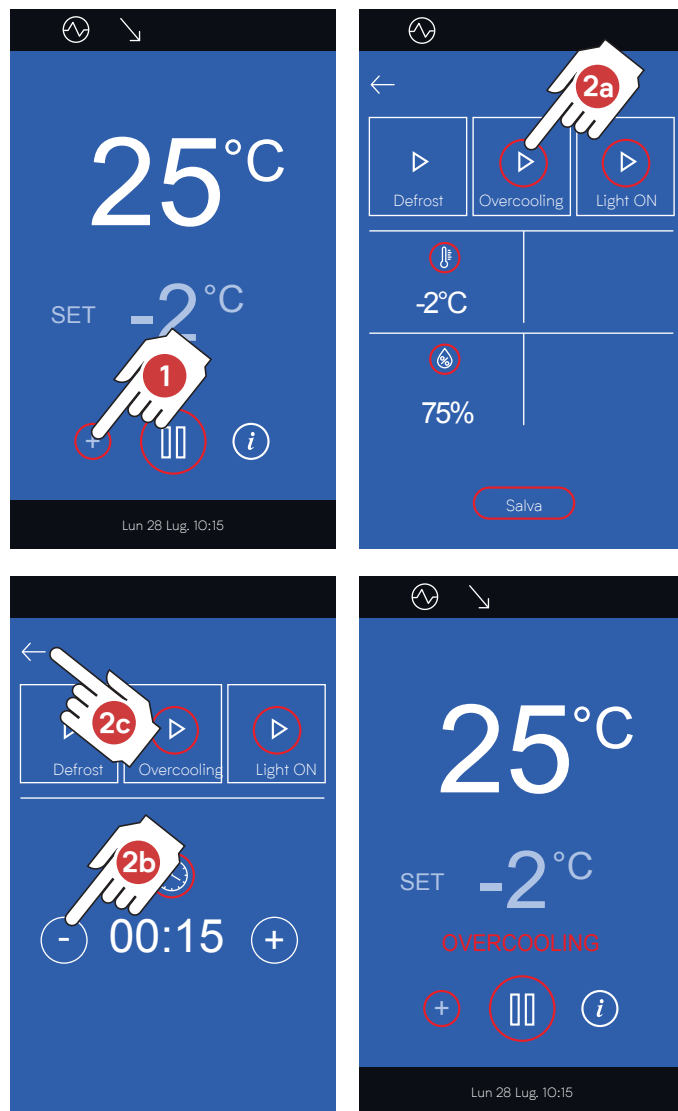 25°C
SET -2°C
1
+
i
Lun 28 Lug. 10:15
2a
Defrost Overcooling Light ON
-2°C
%
75%
Salva
2c
Defrost Overcooling Light ON
2b
- 00:15 +
25°C
SET -2°C
OVERCOOLING
+ i
Lun 28 Lug. 10:15